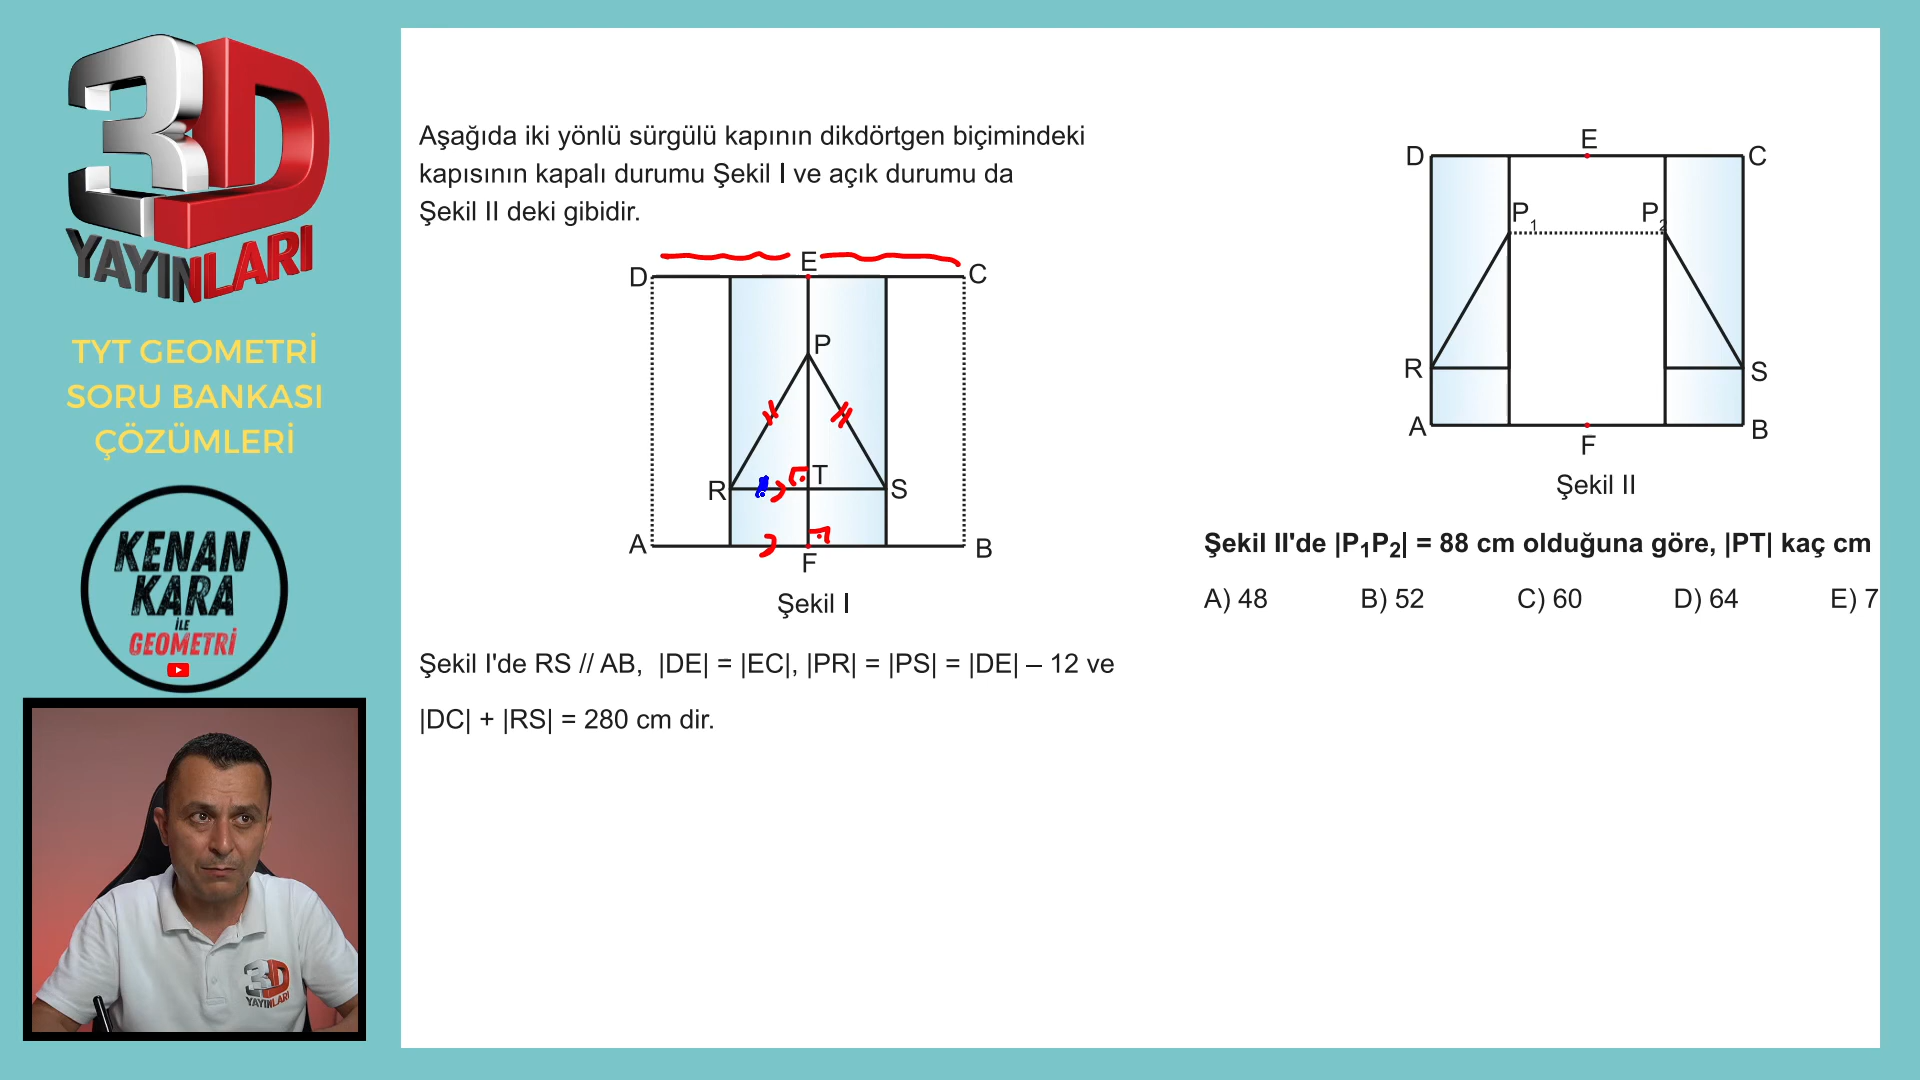 3D
YAYINLARI
TYT GEOMETRİ
SORU BANKASI
ÇÖZÜMLERİ
KENAN
KARA
İLE
GEOMETRİ
3D
YAYINLARI
Aşağıda iki yönlü sürgülü kapının dikdörtgen biçimindeki
kapısının kapalı durumu Şekil I ve açık durumu da
Şekil II deki gibidir.
D E C
P
R T S
A F B
Şekil I
Şekil I'de RS // AB, |DE| = |EC|, |PR| = |PS| = |DE| – 12 ve
|DC| + |RS| = 280 cm dir.
D E C
P1 P2
R S
A F B
Şekil II
Şekil II'de |P1P2| = 88 cm olduğuna göre, |PT| kaç cm
A) 48 B) 52 C) 60 D) 64 E) 7